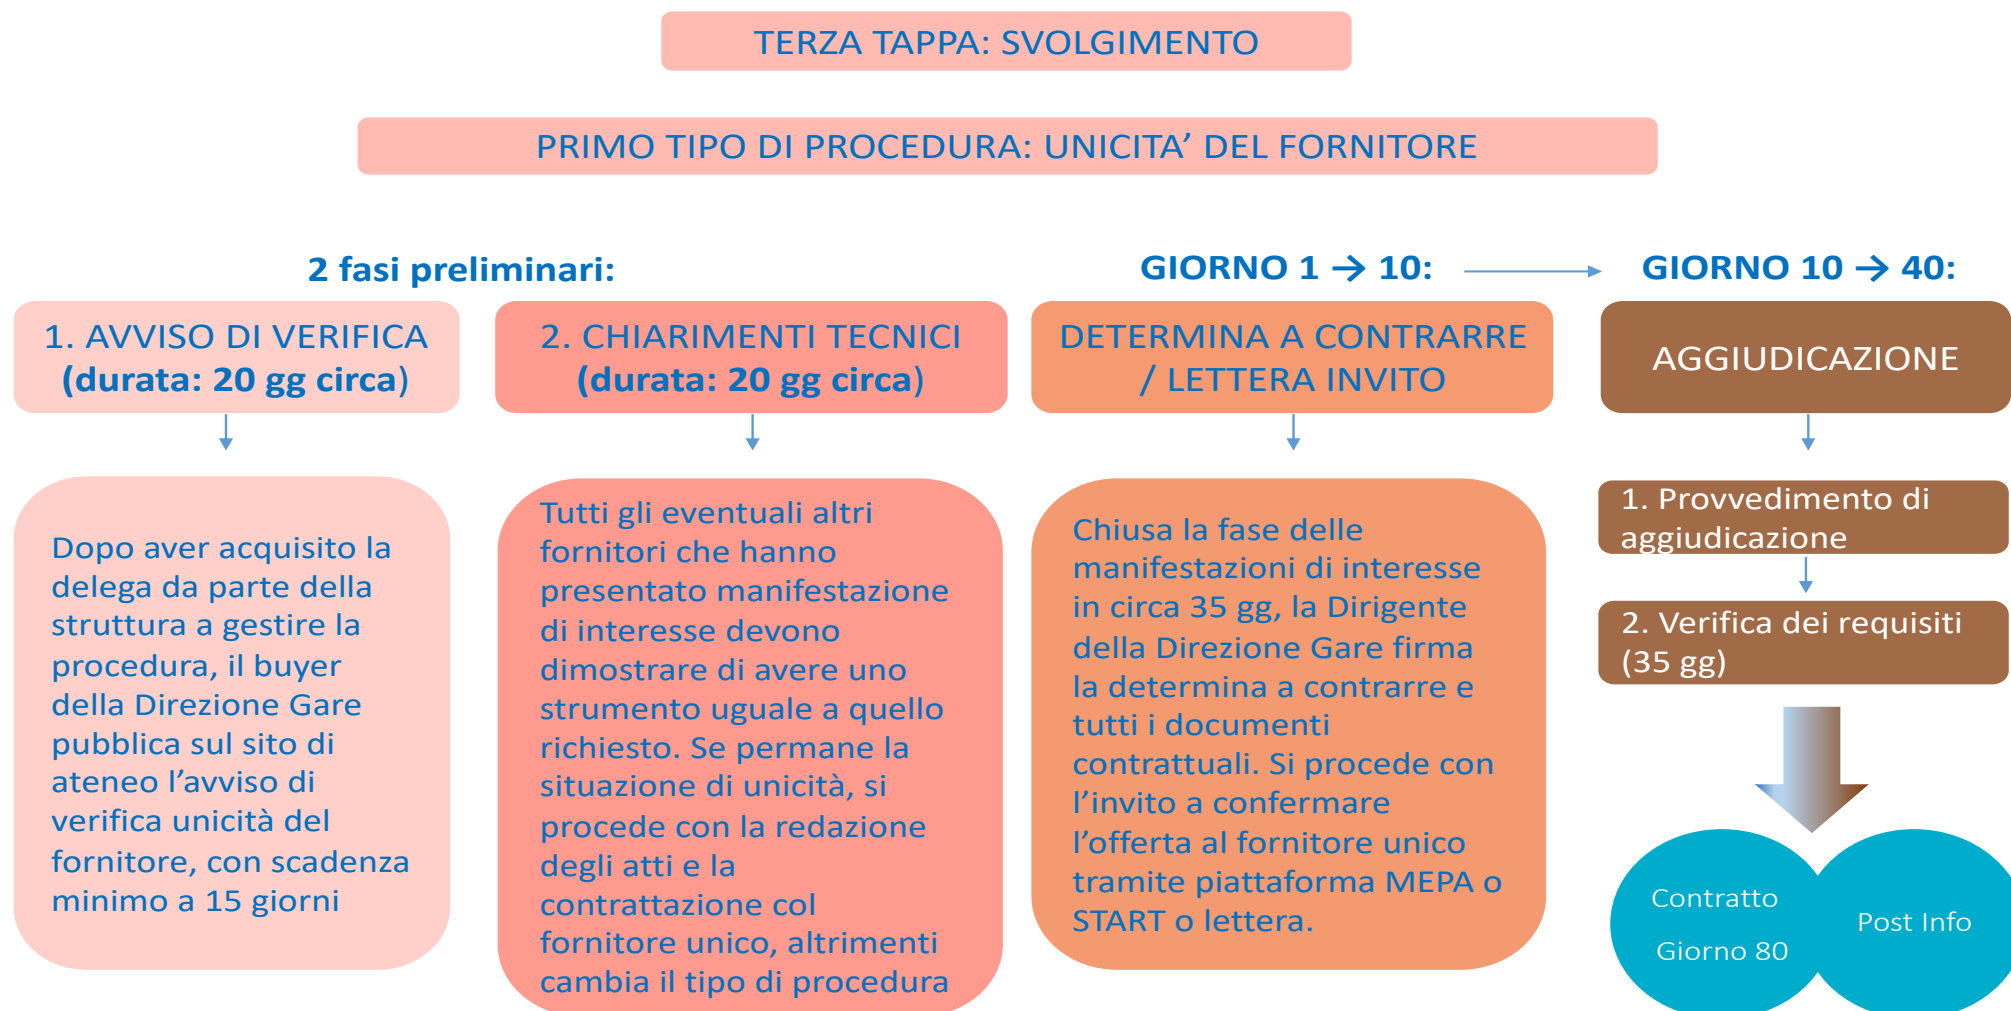 TERZA TAPPA: SVOLGIMENTO
PRIMO TIPO DI PROCEDURA: UNICITA’ DEL FORNITORE
2 fasi preliminari:
1. AVVISO DI VERIFICA
(durata: 20 gg circa)
Dopo aver acquisito la
delega da parte della
struttura a gestire la
procedura, il buyer
della Direzione Gare
pubblica sul sito di
ateneo l’avviso di
verifica unicità del
fornitore, con scadenza
minimo a 15 giorni
2. CHIARIMENTI TECNICI
(durata: 20 gg circa)
Tutti gli eventuali altri
fornitori che hanno
presentato manifestazione
di interesse devono
dimostrare di avere uno
strumento uguale a quello
richiesto. Se permane la
situazione di unicità, si
procede con la redazione
degli atti e la
contrattazione col
fornitore unico, altrimenti
cambia il tipo di procedura
GIORNO 1 → 10:
DETERMINA A CONTRARRE
/ LETTERA INVITO
Chiusa la fase delle
manifestazioni di interesse
in circa 35 gg, la Dirigente
della Direzione Gare firma
la determina a contrarre e
tutti i documenti
contrattuali. Si procede con
l’invito a confermare
l’offerta al fornitore unico
tramite piattaforma MEPA o
START o lettera.
GIORNO 10 → 40:
AGGIUDICAZIONE
1. Provvedimento di
aggiudicazione
2. Verifica dei requisiti
(35 gg)
Contratto
Giorno 80
Post Info